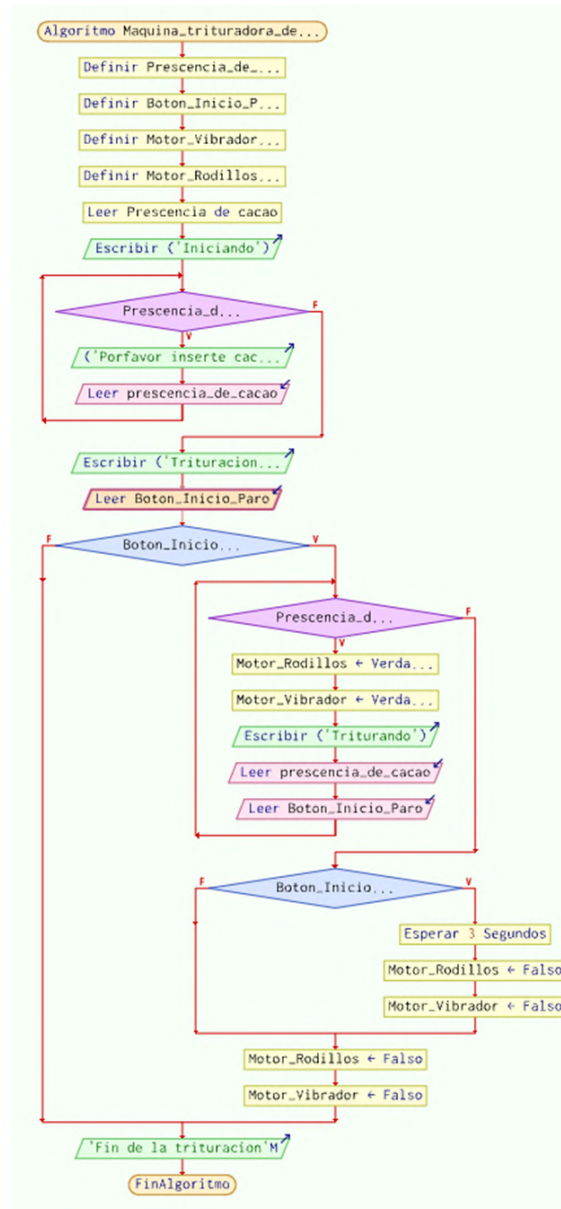 Algoritmo Maquina_trituradora_de...
Definir Prescencia_de_...
Definir Boton_Inicio_P...
Definir Motor_Vibrador...
Definir Motor_Rodillos...
Leer Prescencia de cacao
Escribir ('Iniciando')
Prescencia_d...
F
V
('Porfavor inserte cac...
Leer prescencia_de_cacao
Escribir ('Trituracion...
Leer Boton_Inicio_Paro
F
Boton_Inicio...
V
Prescencia_d...
F
V
Motor_Rodillos ← Verda...
Motor_Vibrador ← Verda...
Escribir ('Triturando')
Leer prescencia_de_cacao
Leer Boton_Inicio_Paro
F
Boton_Inicio...
V
Esperar 3 Segundos
Motor_Rodillos ← Falso
Motor_Vibrador ← Falso
Motor_Rodillos ← Falso
Motor_Vibrador ← Falso
'Fin de la trituracion'M
FinAlgoritmo